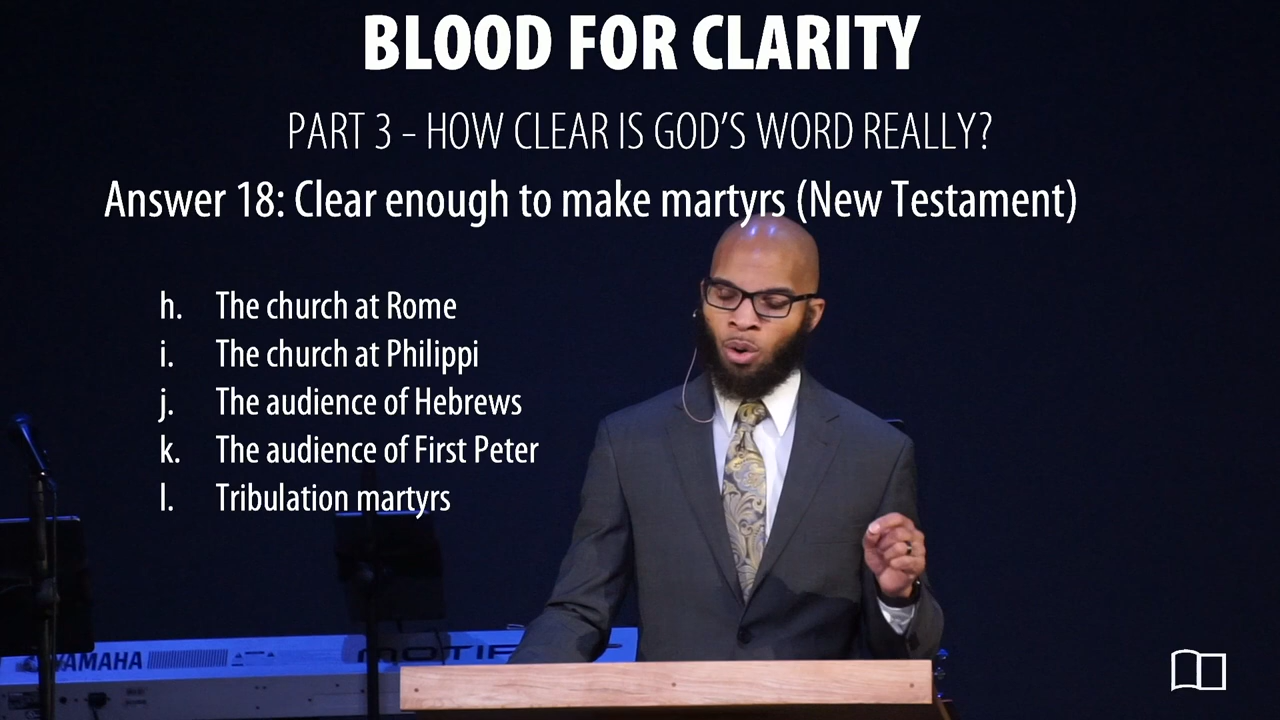 BLOOD FOR CLARITY
PART 3 – HOW CLEAR IS GOD'S WORD REALLY?
Answer 18: Clear enough to make martyrs (New Testament)
h. The church at Rome
i. The church at Philippi
j. The audience of Hebrews
k. The audience of First Peter
l. Tribulation martyrs
YAMAHA